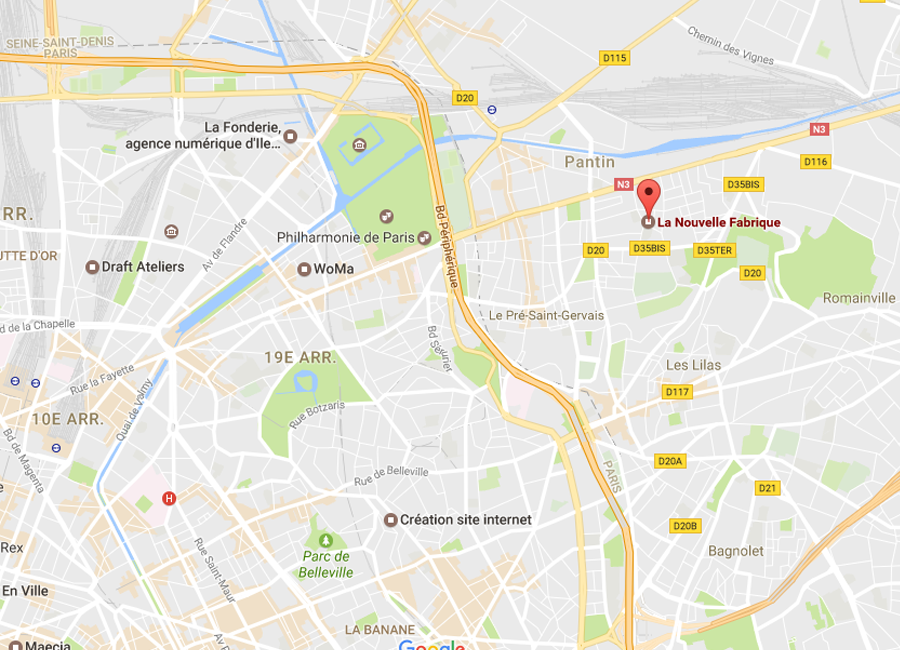 SEINE-SAINT-DENIS
PARIS
D115
Chemin des Vignes
D20
La Fonderie,
agence numérique d'Ile...
N3
Pantin
D116
N3
D35BIS
RR.
La Nouvelle Fabrique
UTTE D'OR
Av de Flandre
Philharmonie de Paris
Bd Périphérique
D20
D35BIS
D35TER
Draft Ateliers
WoMa
D20
Romainville
d de la Chapelle
Le Pré-Saint-Gervais
Bd Sérurier
19E ARR.
Les Lilas
Rue la Fayette
D117
10E ARR.
Quai de Valmy
Rue Botzaris
Bd de Magenta
Rue de Belleville
D20A
PARIS
D21
H
Création site internet
D20B
Rex
Rue Saint-Maur
Parc de
Belleville
Bagnolet
En Ville
LA BANANE
Av
Maecia
Google